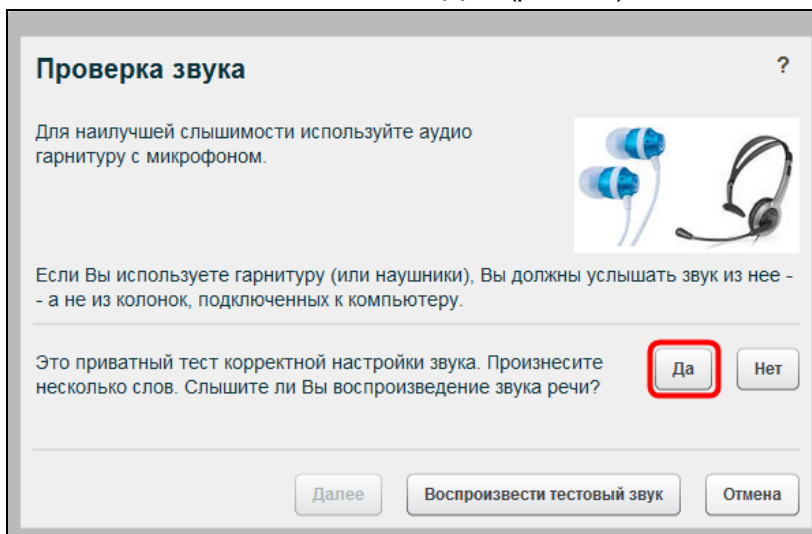 Проверка звука
?
Для наилучшей слышимости используйте аудио
гарнитуру с микрофоном.
Если Вы используете гарнитуру (или наушники), Вы должны услышать звук из нее -
- а не из колонок, подключенных к компьютеру.
Это приватный тест корректной настройки звука. Произнесите
несколько слов. Слышите ли Вы воспроизведение звука речи?
Да
Нет
Далее
Воспроизвести тестовый звук
Отмена